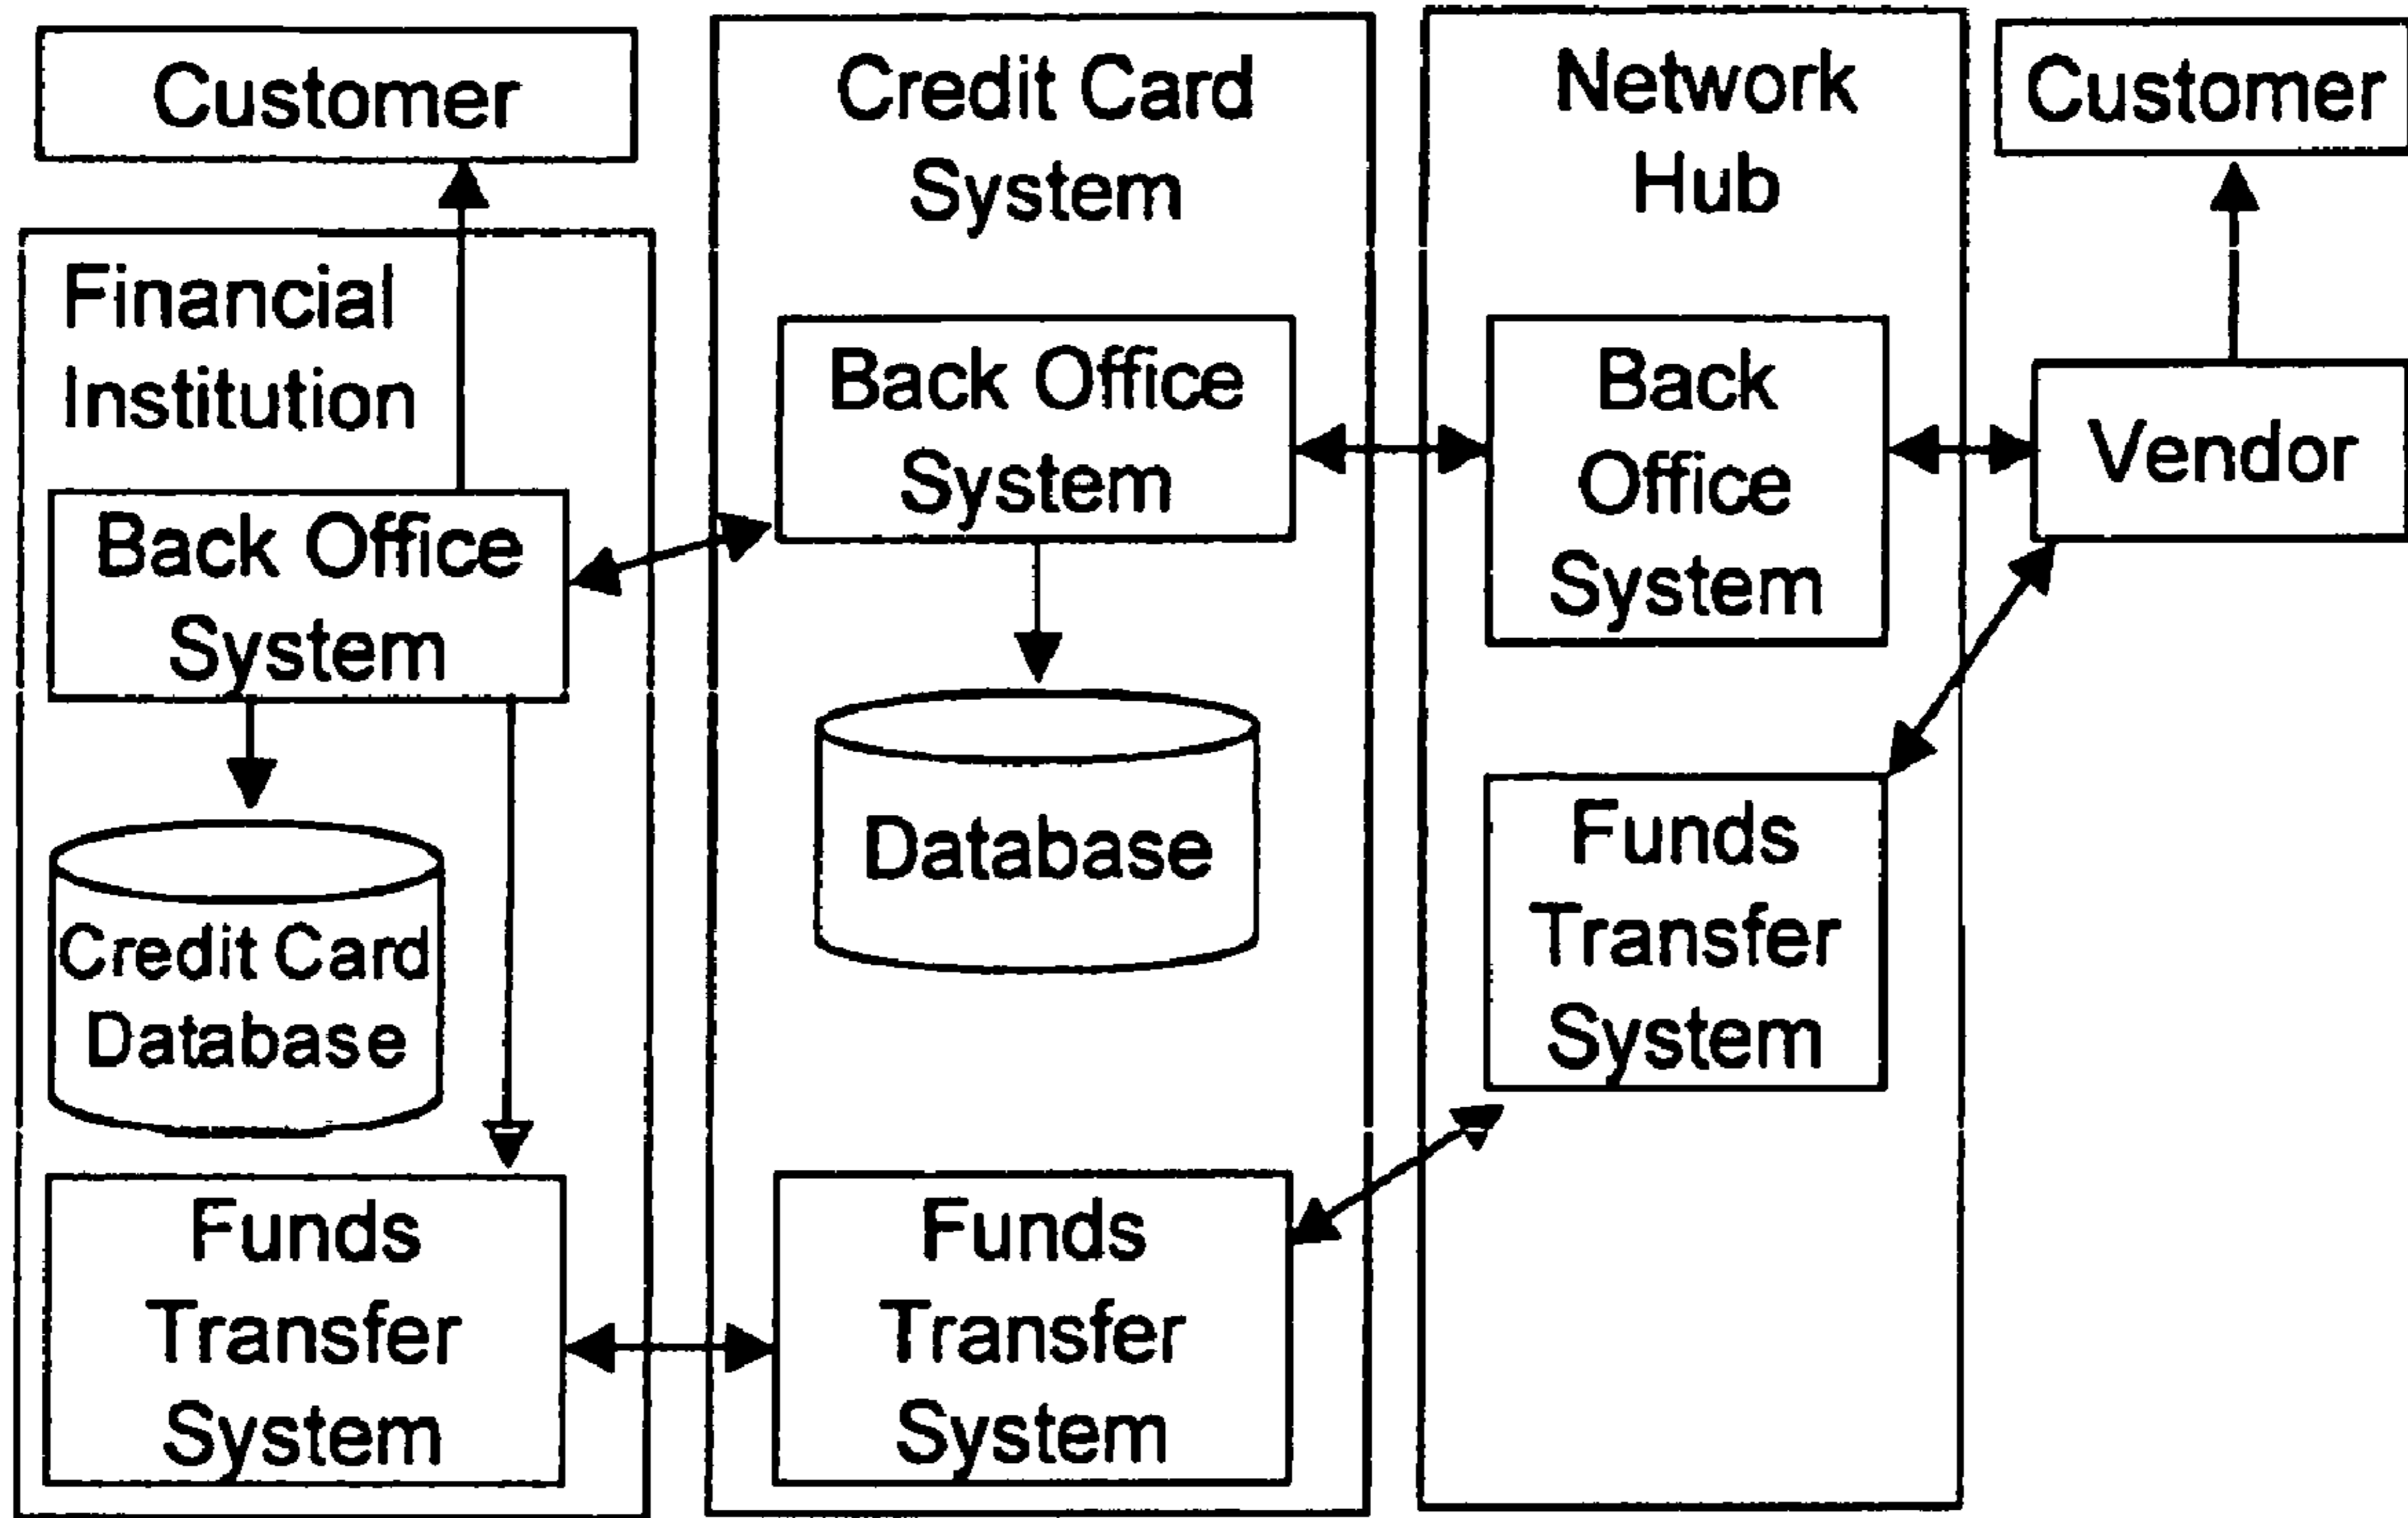 Customer
Financial
Institution
Back Office
System
Credit Card
Database
Funds
Transfer
System
Credit Card
System
Back Office
System
Database
Funds
Transfer
System
Network
Hub
Back
Office
System
Funds
Transfer
System
Customer
Vendor